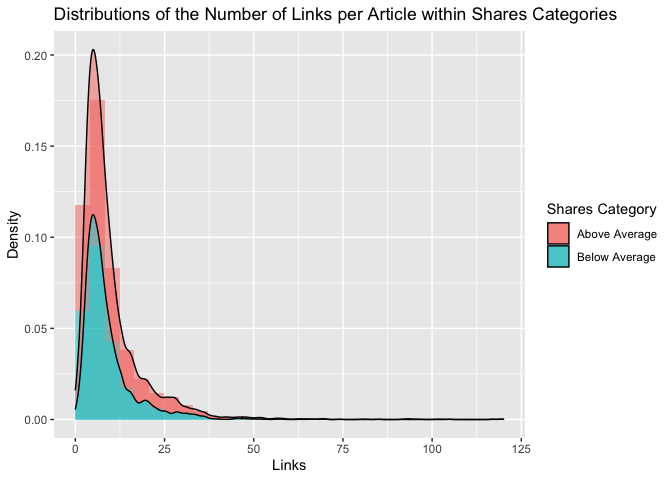 Distributions of the Number of Links per Article within Shares Categories
0.20
0.15
0.10
0.05
0.00
Density
0 25 50 75 100 125
Links
Shares Category
Above Average
Below Average